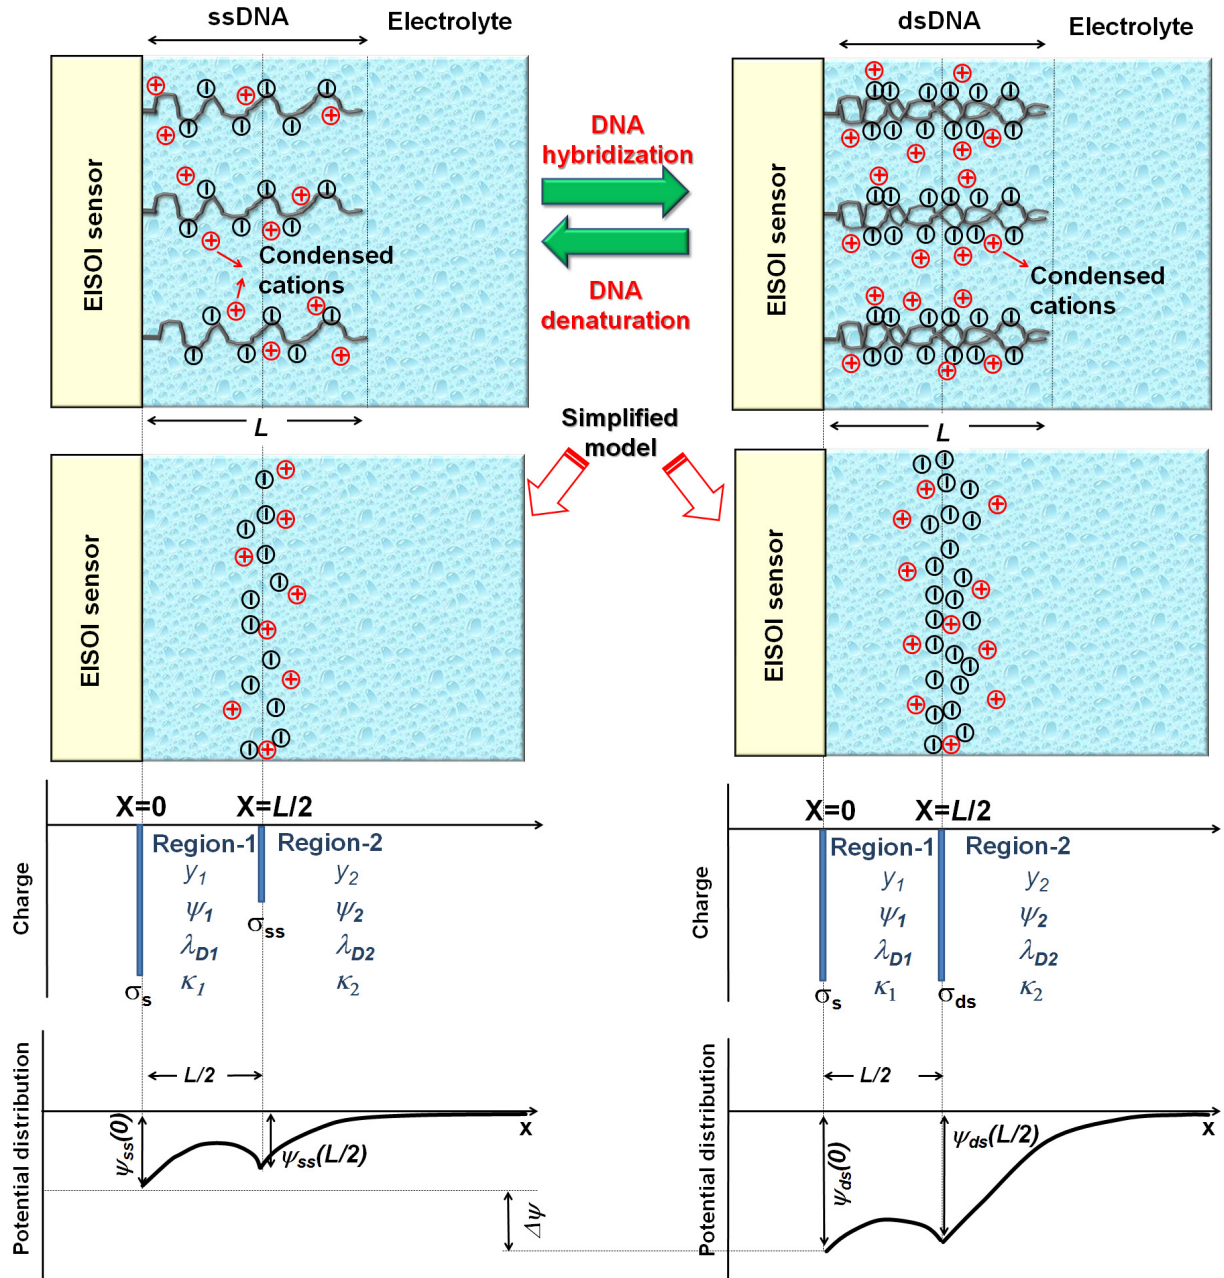 ssDNA
Electrolyte
dsDNA
Electrolyte
EISOI sensor
EISOI sensor
DNA
hybridization
DNA
denaturation
Condensed
cations
Condensed
cations
L
L
Simplified
model
EISOI sensor
EISOI sensor
X=0
X=L/2
Region-1
Region-2
y1
y2
ψ1
ψ2
λD1
λD2
κ1
κ2
σs
σss
Charge
X=0
X=L/2
Region-1
Region-2
y1
y2
ψ1
ψ2
λD1
λD2
κ1
κ2
σs
σds
Charge
Potential distribution
L/2
ψss(0)
ψss(L/2)
x
Δψ
Potential distribution
L/2
ψds(0)
ψds(L/2)
x